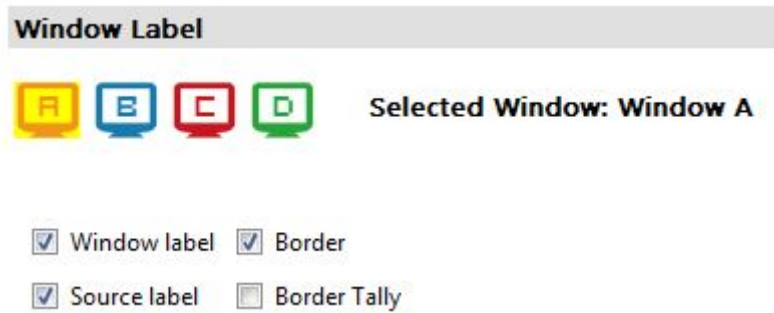 Window Label
A B C D Selected Window: Window A
Window label Border
Source label Border Tally